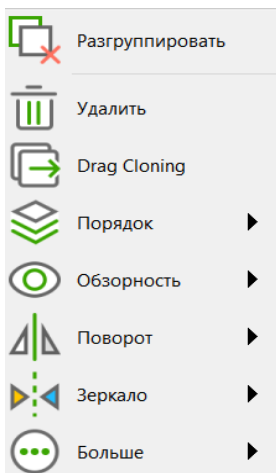 Разгруппировать
Удалить
Drag Cloning
Порядок
Обзорность
Поворот
Зеркало
Больше